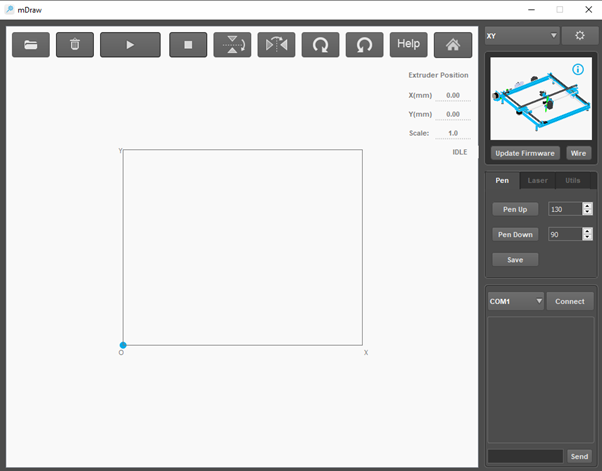 mDraw
Help
XY
Extruder Position
X(mm) 0.00
Y(mm) 0.00
Scale: 1.0
IDLE
Update Firmware Wire
Y
O
X
Pen Laser Utils
Pen Up 130
Pen Down 90
Save
COM1 Connect
Send